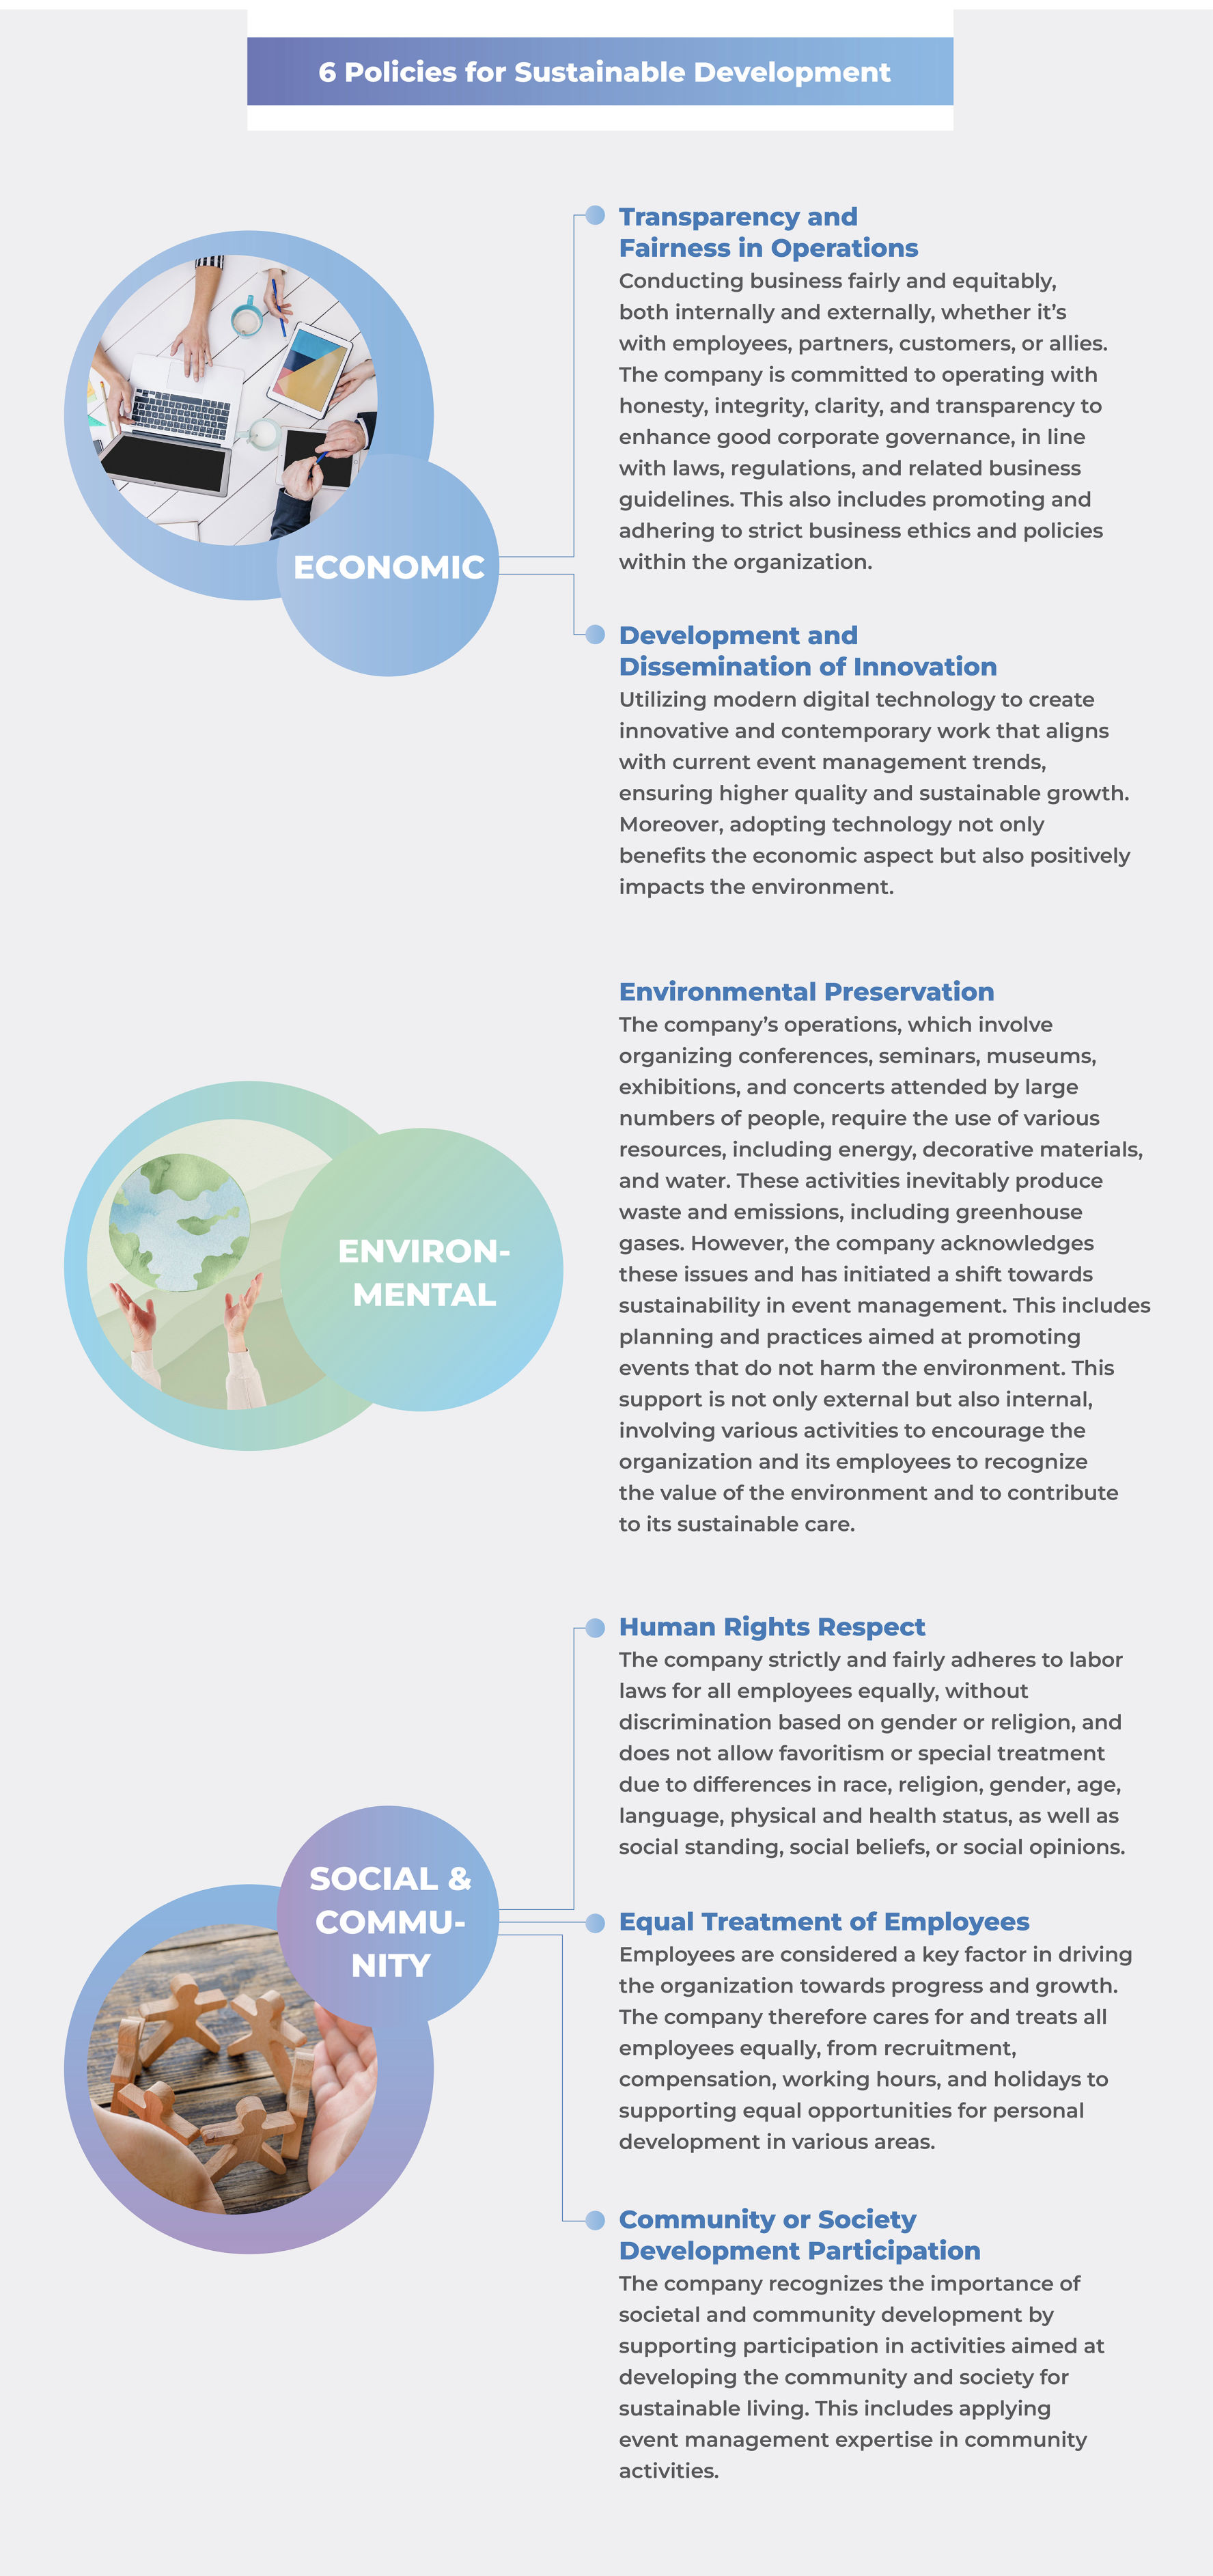 6 Policies for Sustainable Development
ECONOMIC
Transparency and
Fairness in Operations
Conducting business fairly and equitably,
both internally and externally, whether it’s
with employees, partners, customers, or allies.
The company is committed to operating with
honesty, integrity, clarity, and transparency to
enhance good corporate governance, in line
with laws, regulations, and related business
guidelines. This also includes promoting and
adhering to strict business ethics and policies
within the organization.
Development and
Dissemination of Innovation
Utilizing modern digital technology to create
innovative and contemporary work that aligns
with current event management trends,
ensuring higher quality and sustainable growth.
Moreover, adopting technology not only
benefits the economic aspect but also positively
impacts the environment.
ENVIRON-
MENTAL
Environmental Preservation
The company’s operations, which involve
organizing conferences, seminars, museums,
exhibitions, and concerts attended by large
numbers of people, require the use of various
resources, including energy, decorative materials,
and water. These activities inevitably produce
waste and emissions, including greenhouse
gases. However, the company acknowledges
these issues and has initiated a shift towards
sustainability in event management. This includes
planning and practices aimed at promoting
events that do not harm the environment. This
support is not only external but also internal,
involving various activities to encourage the
organization and its employees to recognize
the value of the environment and to contribute
to its sustainable care.
SOCIAL &
COMMU-
NITY
Human Rights Respect
The company strictly and fairly adheres to labor
laws for all employees equally, without
discrimination based on gender or religion, and
does not allow favoritism or special treatment
due to differences in race, religion, gender, age,
language, physical and health status, as well as
social standing, social beliefs, or social opinions.
Equal Treatment of Employees
Employees are considered a key factor in driving
the organization towards progress and growth.
The company therefore cares for and treats all
employees equally, from recruitment,
compensation, working hours, and holidays to
supporting equal opportunities for personal
development in various areas.
Community or Society
Development Participation
The company recognizes the importance of
societal and community development by
supporting participation in activities aimed at
developing the community and society for
sustainable living. This includes applying
event management expertise in community
activities.